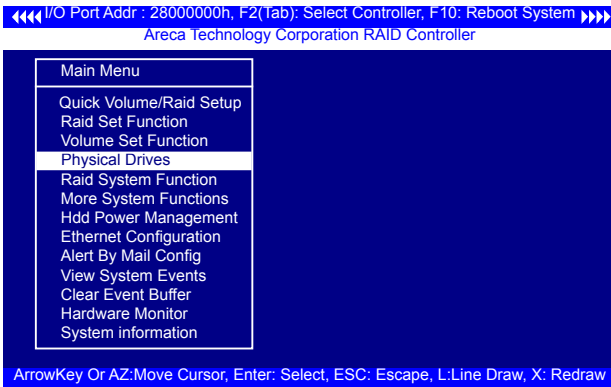 I/O Port Addr : 28000000h, F2(Tab): Select Controller, F10: Reboot System
Areca Technology Corporation RAID Controller
Main Menu
Quick Volume/Raid Setup
Raid Set Function
Volume Set Function
Physical Drives
Raid System Function
More System Functions
Hdd Power Management
Ethernet Configuration
Alert By Mail Config
View System Events
Clear Event Buffer
Hardware Monitor
System information
ArrowKey Or AZ:Move Cursor, Enter: Select, ESC: Escape, L:Line Draw, X: Redraw